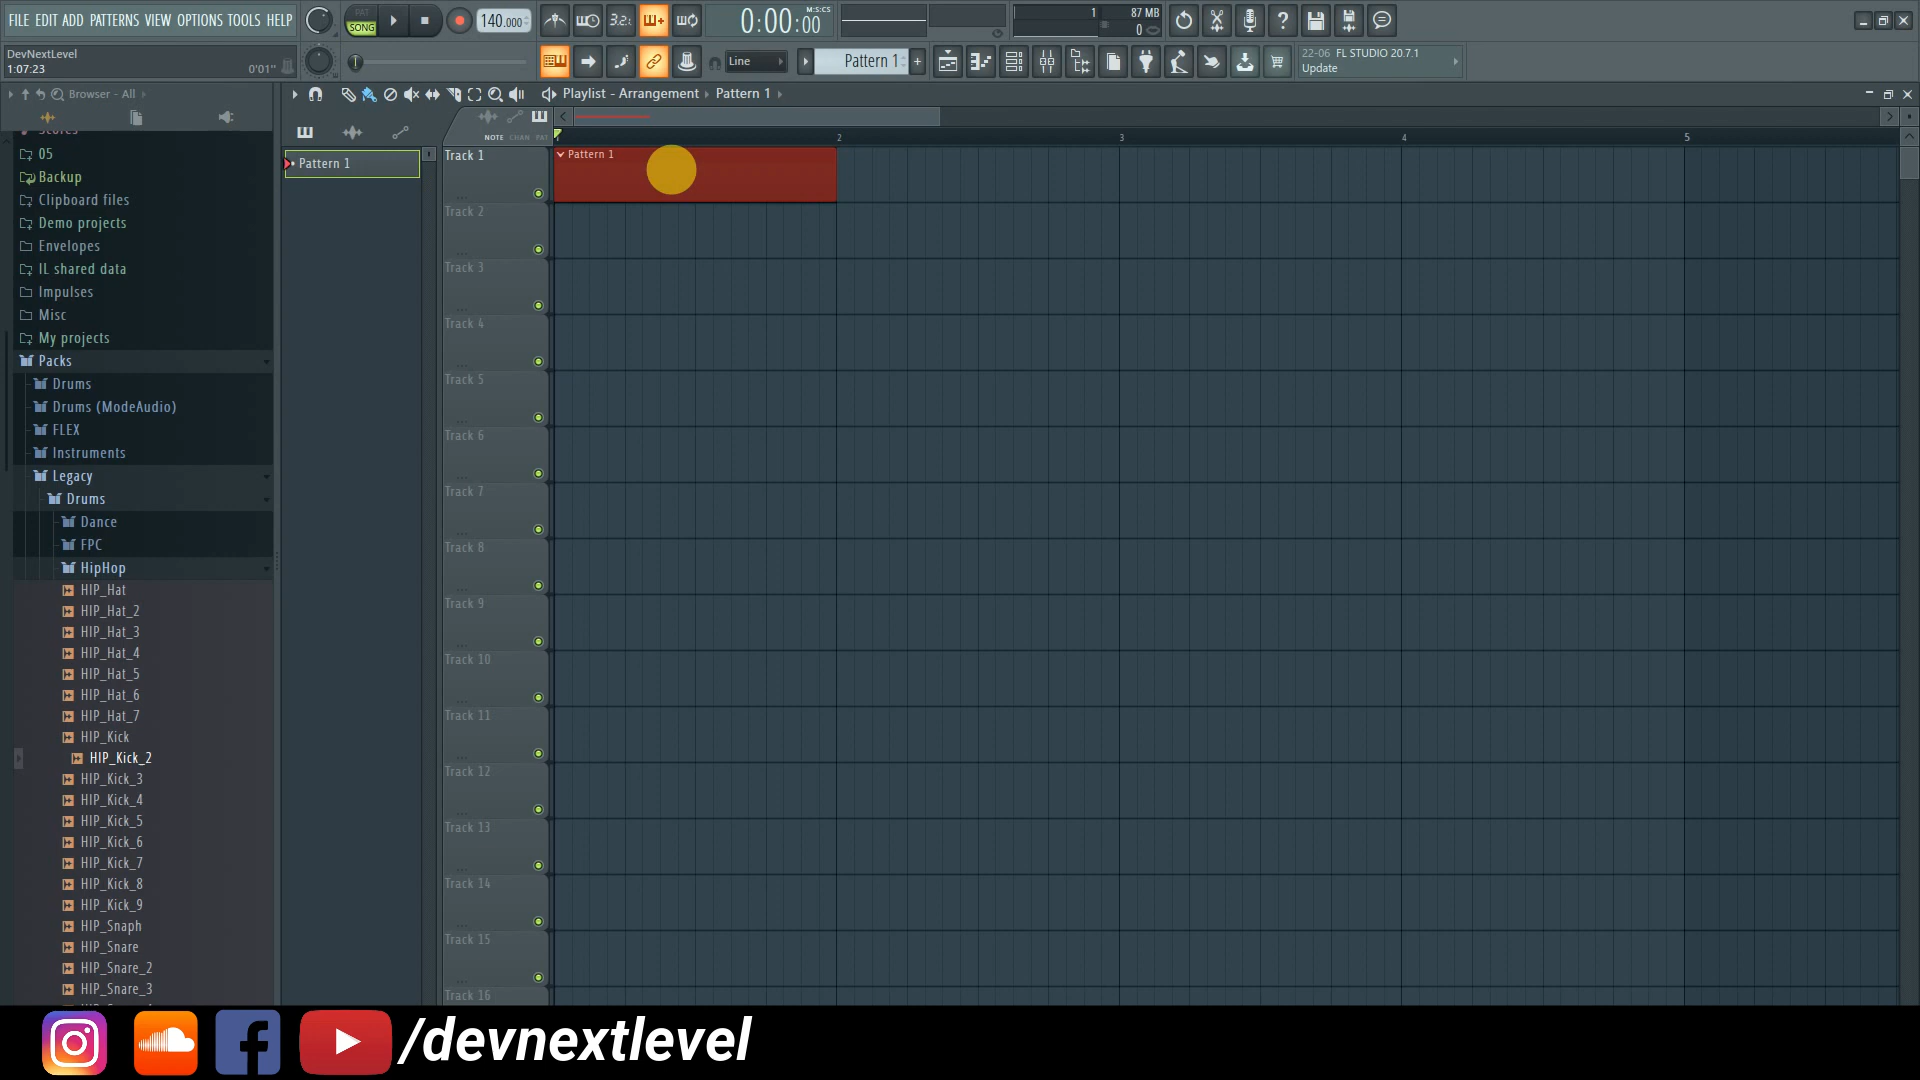 FILE EDIT ADD PATTERNS VIEW OPTIONS TOOLS HELP
PAT
SONG
140.000
3.2.
0:00:00
M:S:CS
1
87 MB
0
DevNextLevel
1:07:23
0'01"
Line
Pattern 1
22-06 FL STUDIO 20.7.1
Update
Browser - All
Playlist - Arrangement
Pattern 1
NOTE CHAN PAT
2
3
4
5
05
Backup
Clipboard files
Demo projects
Envelopes
IL shared data
Impulses
Misc
My projects
Packs
Drums
Drums (ModeAudio)
FLEX
Instruments
Legacy
Drums
Dance
FPC
HipHop
HIP_Hat
HIP_Hat_2
HIP_Hat_3
HIP_Hat_4
HIP_Hat_5
HIP_Hat_6
HIP_Hat_7
HIP_Kick
HIP_Kick_2
HIP_Kick_3
HIP_Kick_4
HIP_Kick_5
HIP_Kick_6
HIP_Kick_7
HIP_Kick_8
HIP_Kick_9
HIP_Snaph
HIP_Snare
HIP_Snare_2
HIP_Snare_3
Pattern 1
Track 1
Pattern 1
Track 2
Track 3
Track 4
Track 5
Track 6
Track 7
Track 8
Track 9
Track 10
Track 11
Track 12
Track 13
Track 14
Track 15
Track 16
/devnextlevel